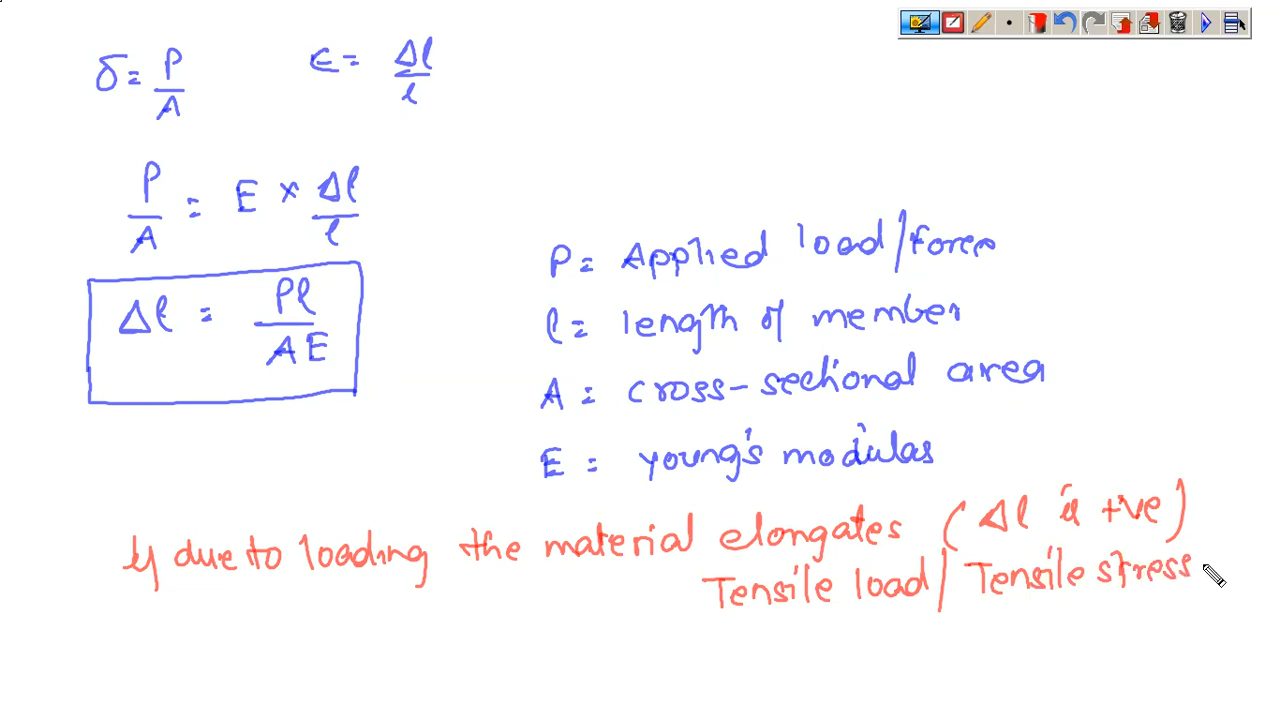 σ = P/A ϵ = Δl/l
P/A = E × Δl/l
Δl = Pl/AE
P = Applied load/force
l = length of member
A = cross-sectional area
E = young's modulas
If due to loading the material elongates (Δl is +ve)
Tensile load/Tensile stress